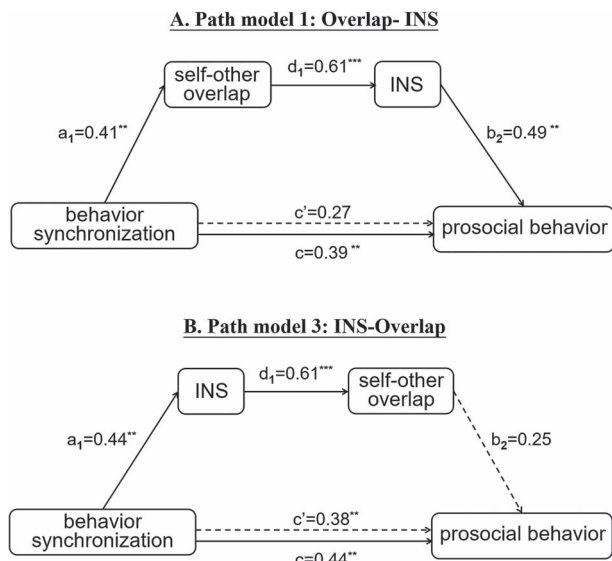 A. Path model 1: Overlap- INS
d1=0.61***
self-other
overlap
INS
a1=0.41**
b2=0.49 **
behavior
synchronization
c'=0.27
prosocial behavior
c=0.39 **
B. Path model 3: INS-Overlap
d1=0.61***
INS
self-other
overlap
a1=0.44**
b2=0.25
behavior
synchronization
c'=0.38**
prosocial behavior
c=0.44**